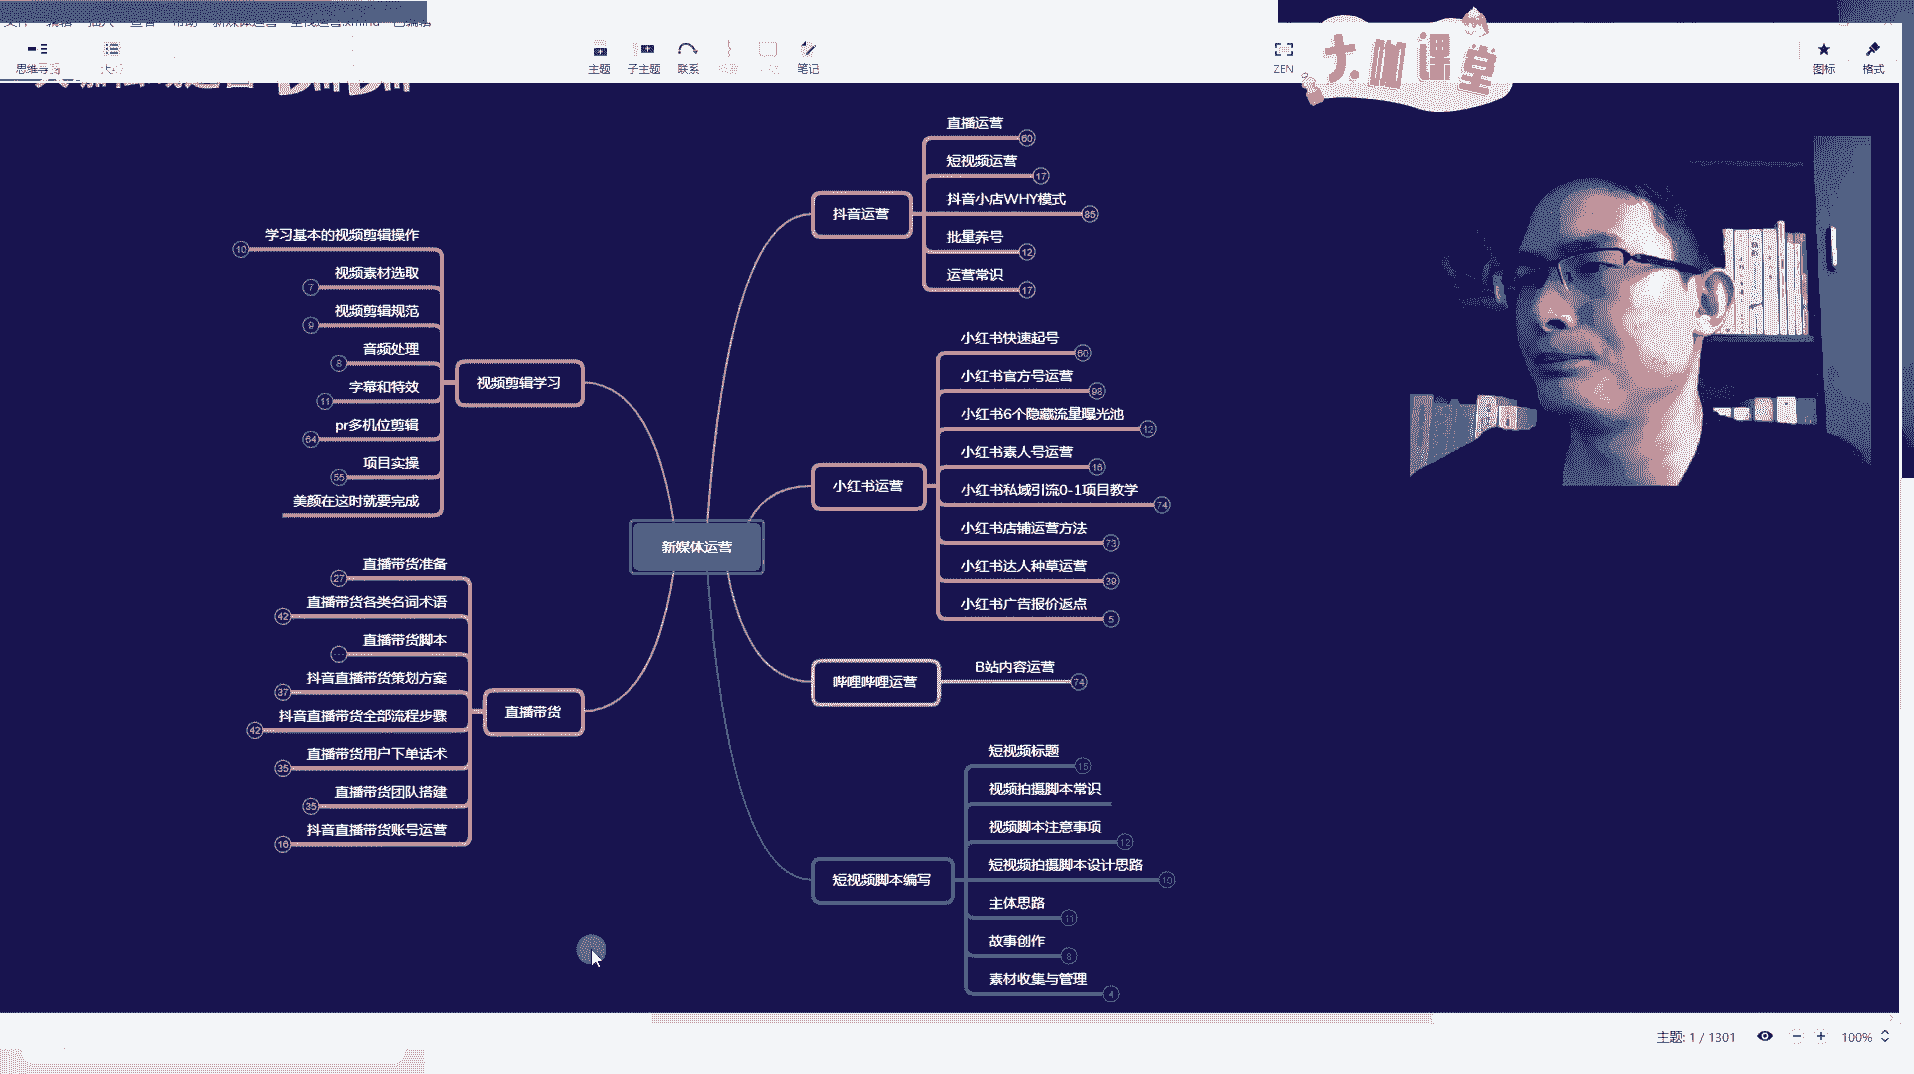 思维导图
主题
子主题
联系
笔记
ZEN
图标
格式
大咖课堂
新媒体运营
抖音运营
直播运营
60
短视频运营
17
抖音小店WHY模式
85
批量养号
12
运营常识
17
小红书运营
小红书快速起号
60
小红书官方号运营
98
小红书6个隐藏流量曝光池
12
小红书素人号运营
16
小红书私域引流0-1项目教学
74
小红书店铺运营方法
73
小红书达人种草运营
39
小红书广告报价返点
5
哔哩哔哩运营
B站内容运营
74
短视频脚本编写
短视频标题
15
视频拍摄脚本常识
视频脚本注意事项
12
短视频拍摄脚本设计思路
10
主体思路
11
故事创作
8
素材收集与管理
4
视频剪辑学习
学习基本的视频剪辑操作
10
视频素材选取
7
视频剪辑规范
9
音频处理
8
字幕和特效
11
pr多机位剪辑
64
项目实操
55
美颜在这时就要完成
直播带货
直播带货准备
27
直播带货各类名词术语
42
直播带货脚本
抖音直播带货策划方案
37
抖音直播带货全部流程步骤
42
直播带货用户下单话术
35
直播带货团队搭建
35
抖音直播带货账号运营
16
主题: 1 / 1301
100%